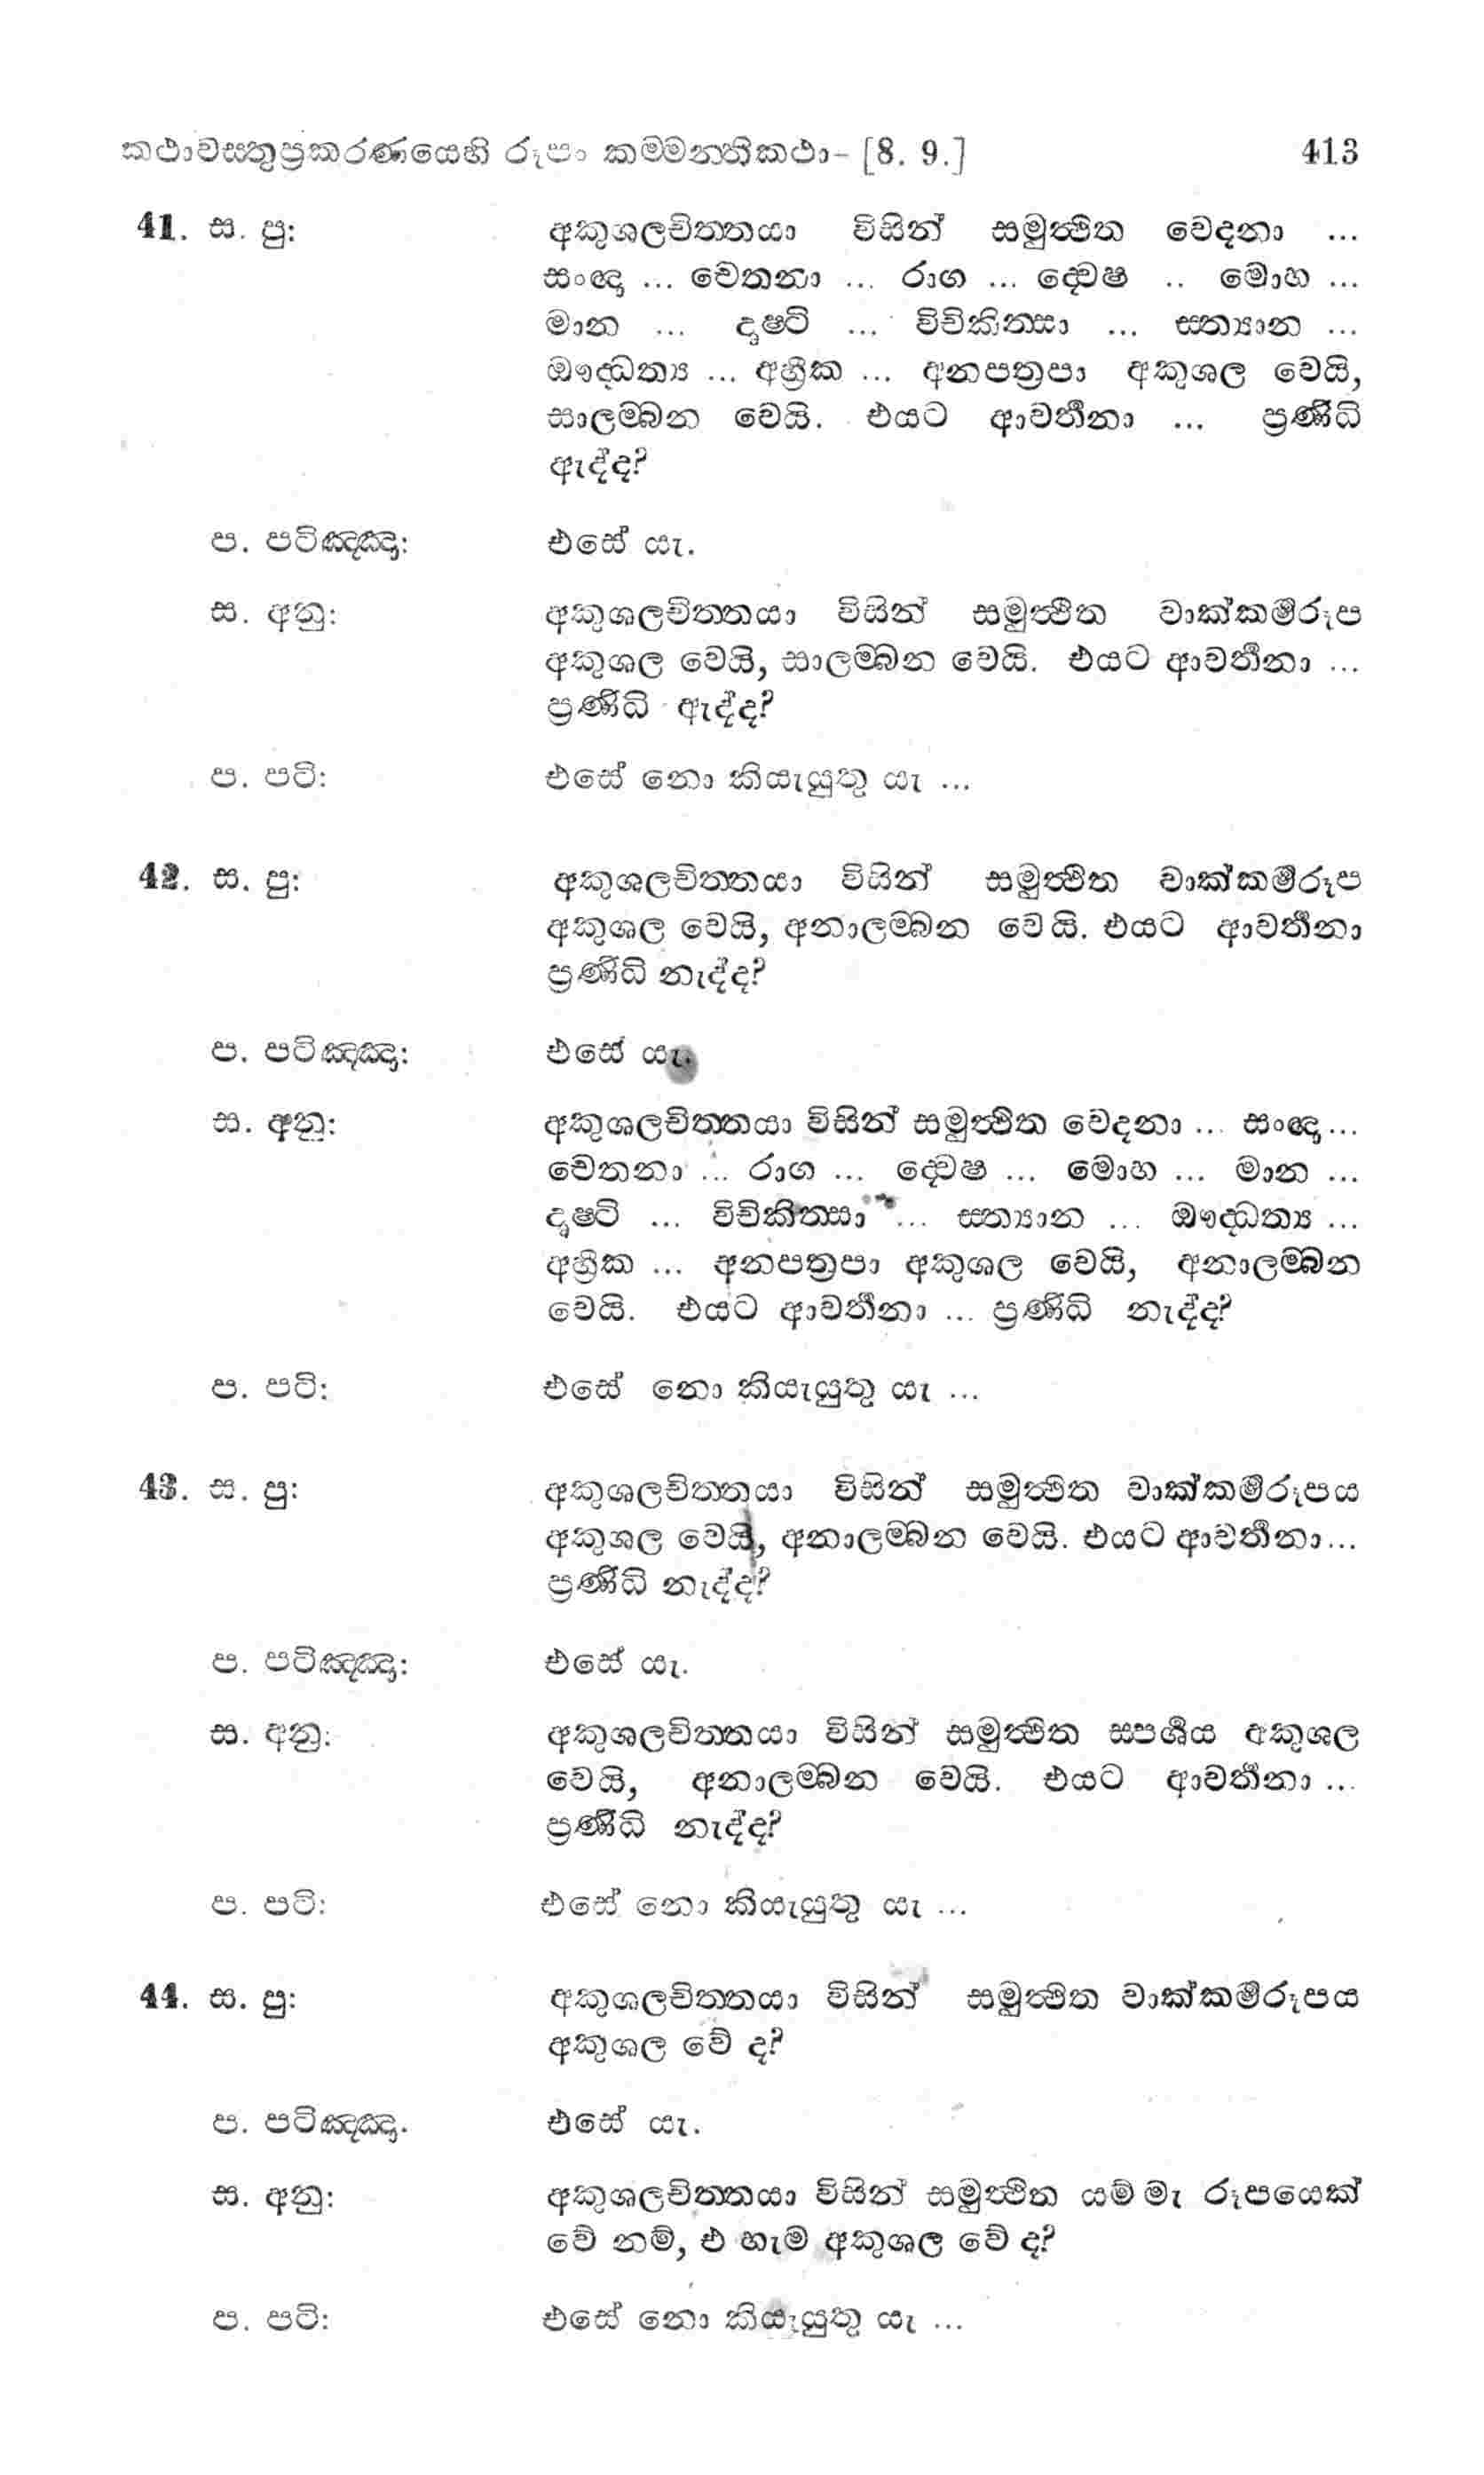 කථාවස්තුප්‍රකරණයෙහි රූපං කම්මන්තිකථා- [8. 9.] 413
41. ස. පු: අකුශලචිත්තයා විසින් සමුත්ථිත වෙදනා ...
සංඥා ... චෙතනා ... රාග ... ද්වෙෂ .. මොහ ...
මාන ... දෘෂ්ටි ... විචිකිත්සා ... ස්ත්‍යාන ...
ඖද්ධත්‍ය ... අහ්‍රීක ... අනපත්‍රපා අකුශල වෙයි,
සාලම්බන වෙයි. එයට ආවර්තනා ... ප්‍රණිධි
ඇද්ද?
ප. පටිඤ්ඤා: එසේ යැ.
ස. අනු: අකුශලචිත්තයා විසින් සමුත්ථිත වාක්කර්මරූප
අකුශල වෙයි, සාලම්බන වෙයි. එයට ආවර්තනා ...
ප්‍රණිධි ඇද්ද?
ප. පටි: එසේ නො කියැයුතු යැ ...
42. ස. පු: අකුශලචිත්තයා විසින් සමුත්ථිත වාක්කර්මරූප
අකුශල වෙයි, අනාලම්බන වෙයි. එයට ආවර්තනා
ප්‍රණිධි නැද්ද?
ප. පටිඤ්ඤා: එසේ යැ.
ස. අනු: අකුශලචිත්තයා විසින් සමුත්ථිත වෙදනා ... සංඥා...
චෙතනා ... රාග ... ද්වෙෂ ... මොහ ... මාන ...
දෘෂ්ටි ... විචිකිත්සා ... ස්ත්‍යාන ... ඖද්ධත්‍ය ...
අහ්‍රීක ... අනපත්‍රපා අකුශල වෙයි, අනාලම්බන
වෙයි. එයට ආවර්තනා ... ප්‍රණිධි නැද්ද?
ප. පටි: එසේ නො කියැයුතු යැ ...
43. ස. පු: අකුශලචිත්තයා විසින් සමුත්ථිත වාක්කර්මරූපය
අකුශල වෙයි, අනාලම්බන වෙයි. එයට ආවර්තනා...
ප්‍රණිධි නැද්ද?
ප. පටිඤ්ඤා: එසේ යැ.
ස. අනු: අකුශලචිත්තයා විසින් සමුත්ථිත ස්පර්ශය අකුශල
වෙයි, අනාලම්බන වෙයි. එයට ආවර්තනා ...
ප්‍රණිධි නැද්ද?
ප. පටි: එසේ නො කියැයුතු යැ ...
44. ස. පු: අකුශලචිත්තයා විසින් සමුත්ථිත වාක්කර්මරූපය
අකුශල වේ ද?
ප. පටිඤ්ඤා. එසේ යැ.
ස. අනු: අකුශලචිත්තයා විසින් සමුත්ථිත යම් මැ රූපයෙක්
වේ නම්, එ හැම අකුශල වේ ද?
ප. පටි: එසේ නො කියැයුතු යැ ...